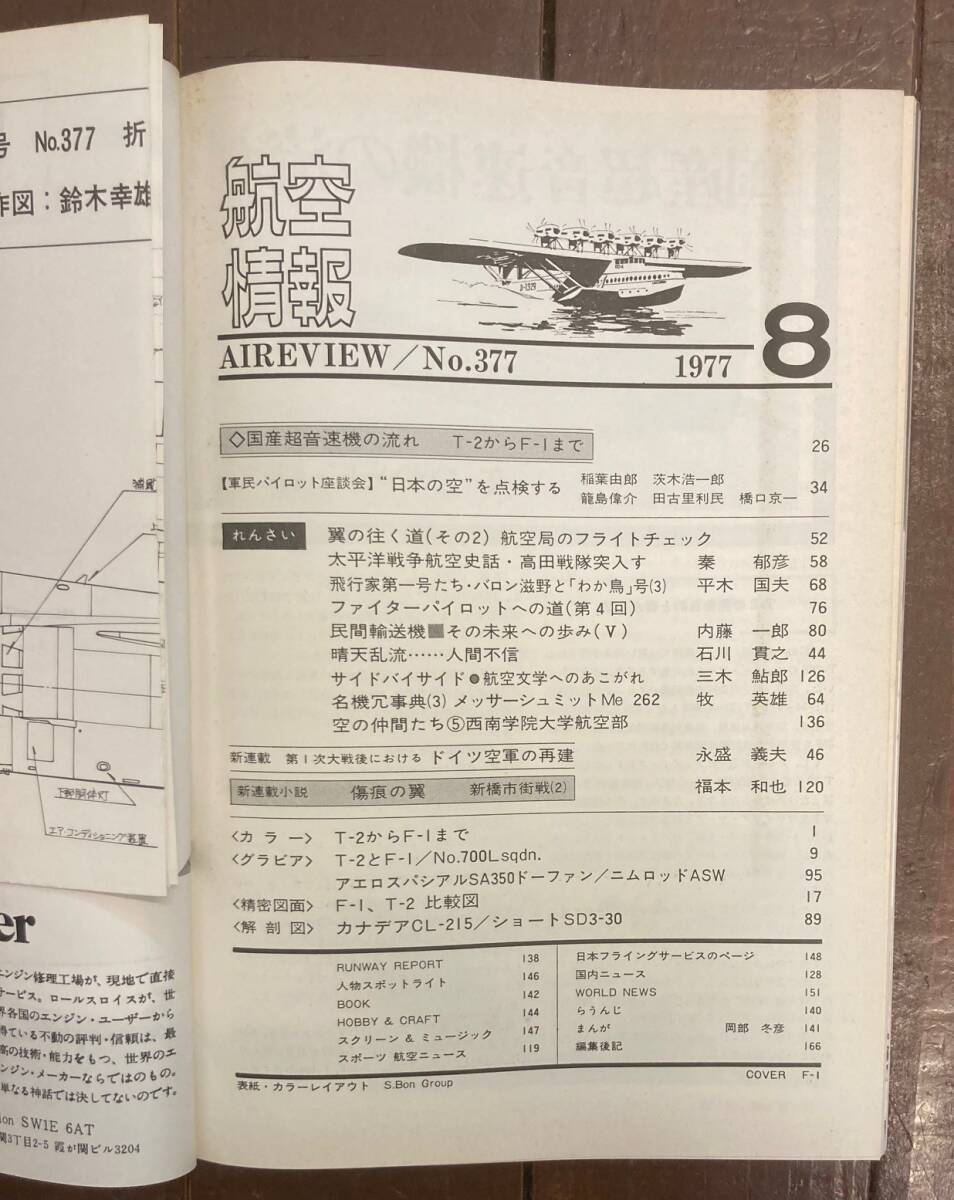 号 No.377 折
作図：鈴木幸雄
下部胴体灯
エア・コンディショニング装置
er
エンジン修理工場が、現地で直接
サービス。ロールスロイスが、世
界各国のエンジン・ユーザーから
得ている不動の評判・信頼は、最
高の技術・能力をもつ、世界のエ
ンジン・メーカーならではのもの。
単なる神話では決してないのです。
ion SW1E 6AT
関3丁目2-5 霞が関ビル3204
航空
情報
D-1929
AIREVIEW/No.377 1977 8
◇国産超音速機の流れ T-2からF-1まで 26
【軍民パイロット座談会】“日本の空”を点検する 稲葉由郎 茨木浩一郎
籠島偉介 田古里利民 橋口京一 34
れんさい 翼の往く道(その2) 航空局のフライトチェック 52
太平洋戦争航空史話・高田戦隊突入す 秦 郁彦 58
飛行家第一号たち・バロン滋野と「わか鳥」号(3) 平木 国夫 68
ファイターパイロットへの道(第4回) 76
民間輸送機■その未来への歩み(V) 内藤 一郎 80
晴天乱流……人間不信 石川 貫之 44
サイドバイサイド●航空文学へのあこがれ 三木 鮎郎 126
名機冗事典(3) メッサーシュミットMe 262 牧 英雄 64
空の仲間たち⑤西南学院大学航空部 136
新連載 第1次大戦後における ドイツ空軍の再建 永盛 義夫 46
新連載小説 傷痕の翼 新橋市街戦(2) 福本 和也 120
〈カラー〉 T-2からF-1まで 1
〈グラビア〉 T-2とF-1/No.700Lsqdn. 9
アエロスパシアルSA350ドーファン/ニムロッドASW 95
〈精密図面〉 F-1、T-2 比較図 17
〈解剖図〉 カナデアCL-215/ショートSD3-30 89
RUNWAY REPORT 138
人物スポットライト 146
BOOK 142
HOBBY & CRAFT 144
スクリーン & ミュージック 147
スポーツ 航空ニュース 119
日本フライングサービスのページ 148
国内ニュース 128
WORLD NEWS 151
らうんじ 140
まんが 岡部 冬彦 141
編集後記 166
表紙・カラーレイアウト S.Bon Group
COVER F-1